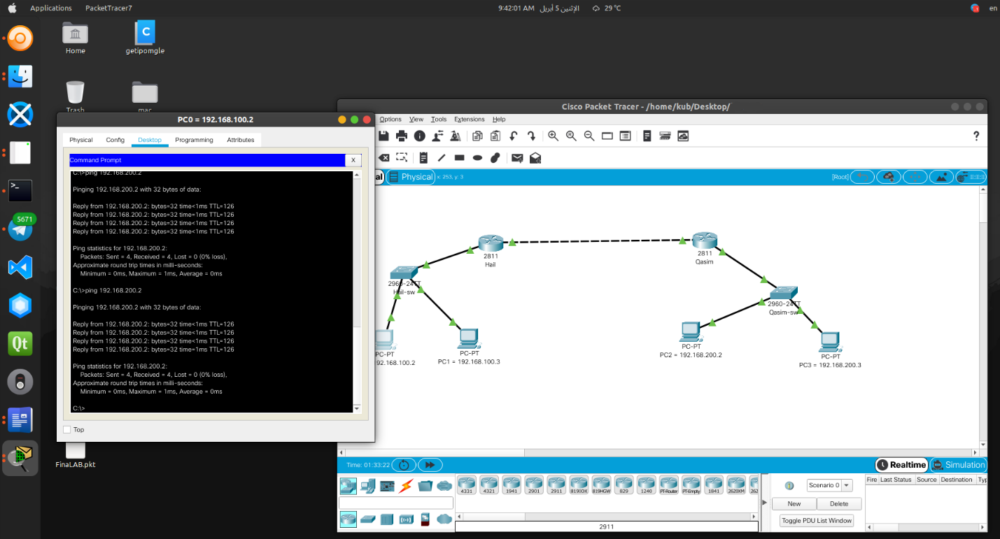 Applications PacketTracer7 9:42:01 AM الإثنين 5 أبريل 29 °C en
Home
getipomgle
Trash
mac
5671
FinaLAB.pkt
PC0 = 192.168.100.2
Physical Config Desktop Programming Attributes
Command Prompt X
C:\>ping 192.168.200.2
Pinging 192.168.200.2 with 32 bytes of data:
Reply from 192.168.200.2: bytes=32 time<1ms TTL=126
Reply from 192.168.200.2: bytes=32 time=1ms TTL=126
Reply from 192.168.200.2: bytes=32 time<1ms TTL=126
Reply from 192.168.200.2: bytes=32 time<1ms TTL=126
Ping statistics for 192.168.200.2:
Packets: Sent = 4, Received = 4, Lost = 0 (0% loss),
Approximate round trip times in milli-seconds:
Minimum = 0ms, Maximum = 1ms, Average = 0ms
C:\>ping 192.168.200.2
Pinging 192.168.200.2 with 32 bytes of data:
Reply from 192.168.200.2: bytes=32 time<1ms TTL=126
Reply from 192.168.200.2: bytes=32 time=1ms TTL=126
Reply from 192.168.200.2: bytes=32 time<1ms TTL=126
Reply from 192.168.200.2: bytes=32 time=1ms TTL=126
Ping statistics for 192.168.200.2:
Packets: Sent = 4, Received = 4, Lost = 0 (0% loss),
Approximate round trip times in milli-seconds:
Minimum = 0ms, Maximum = 1ms, Average = 0ms
C:\>
Top
Cisco Packet Tracer - /home/kub/Desktop/
Options View Tools Extensions Help
?
al Physical x: 253, y: 3 [Root]
2811
Hail
2811
Qasim
2960-24TT
Hail-sw
2960-24TT
Qasim-sw
PC-PT
92.168.100.2
PC-PT
PC1 = 192.168.100.3
PC-PT
PC2 = 192.168.200.2
PC-PT
PC3 = 192.168.200.3
Time: 01:33:22 Realtime Simulation
4331 4321 1941 2901 2911 819IOX 819HGW 829 1240 PT-Router PT-Empty 1841 2620XM 262
2911
Scenario 0
New Delete
Toggle PDU List Window
Fire Last Status Source Destination Typ